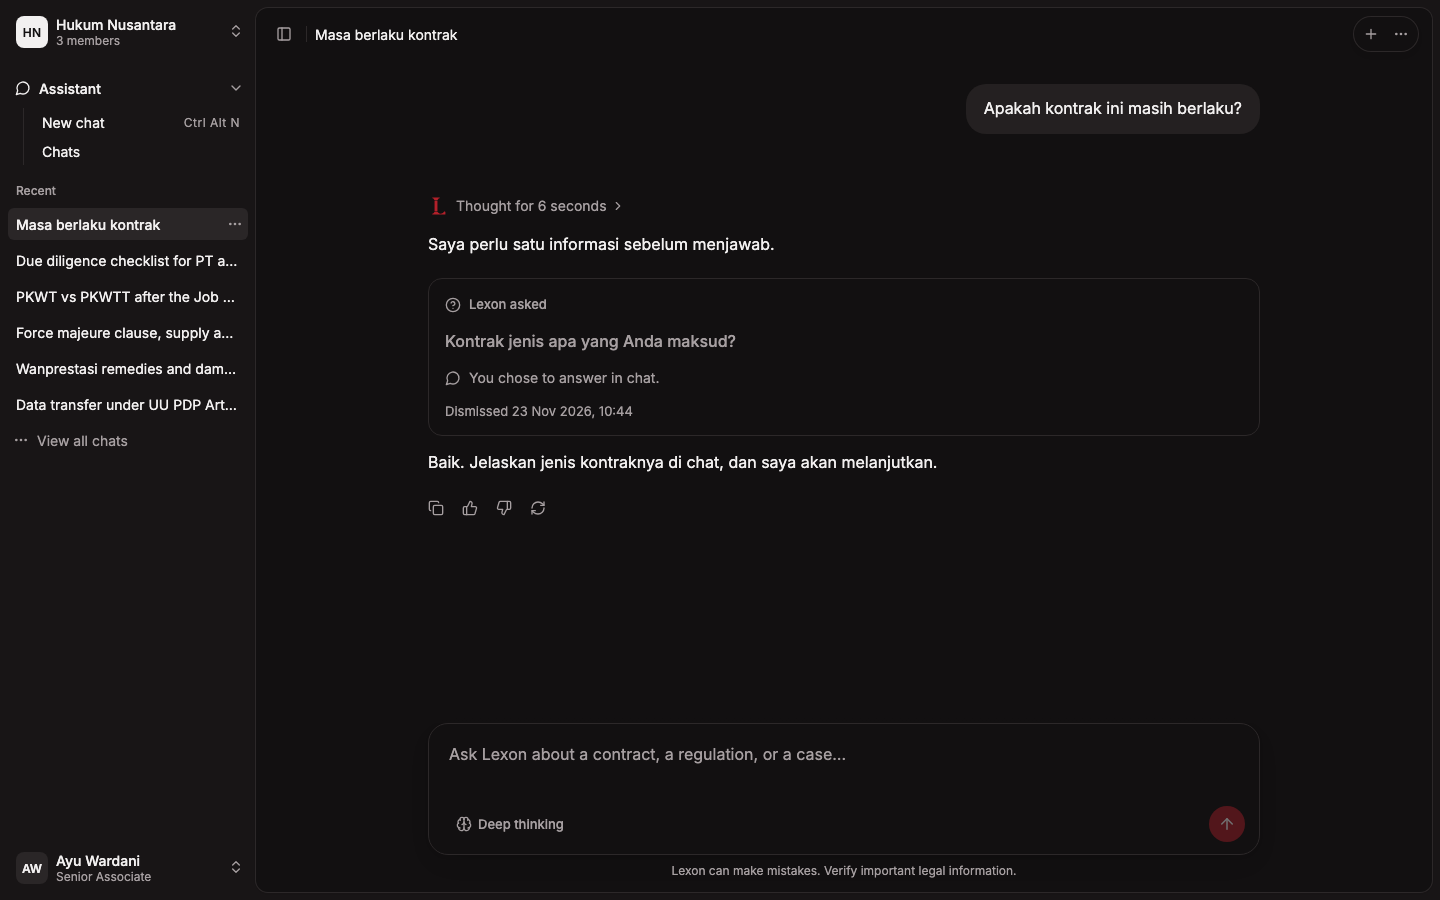 HN
Hukum Nusantara
3 members
Assistant
New chat Ctrl Alt N
Chats
Recent
Masa berlaku kontrak
Due diligence checklist for PT a...
PKWT vs PKWTT after the Job ...
Force majeure clause, supply a...
Wanprestasi remedies and dam...
Data transfer under UU PDP Art...
View all chats
AW
Ayu Wardani
Senior Associate
Masa berlaku kontrak
Apakah kontrak ini masih berlaku?
L Thought for 6 seconds
Saya perlu satu informasi sebelum menjawab.
Lexon asked
Kontrak jenis apa yang Anda maksud?
You chose to answer in chat.
Dismissed 23 Nov 2026, 10:44
Baik. Jelaskan jenis kontraknya di chat, dan saya akan melanjutkan.
Ask Lexon about a contract, a regulation, or a case...
Deep thinking
Lexon can make mistakes. Verify important legal information.